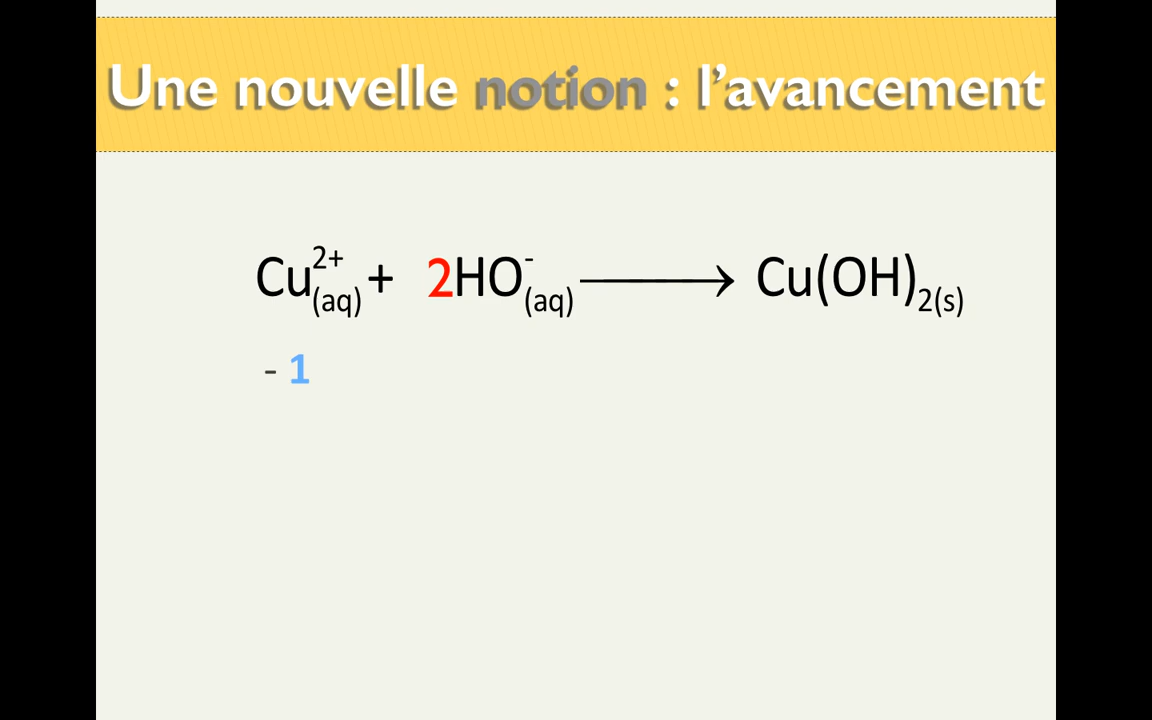 Une nouvelle notion : l’avancement
Cu²⁺(aq) + 2HO⁻(aq) ⟶ Cu(OH)₂(s)
- 1